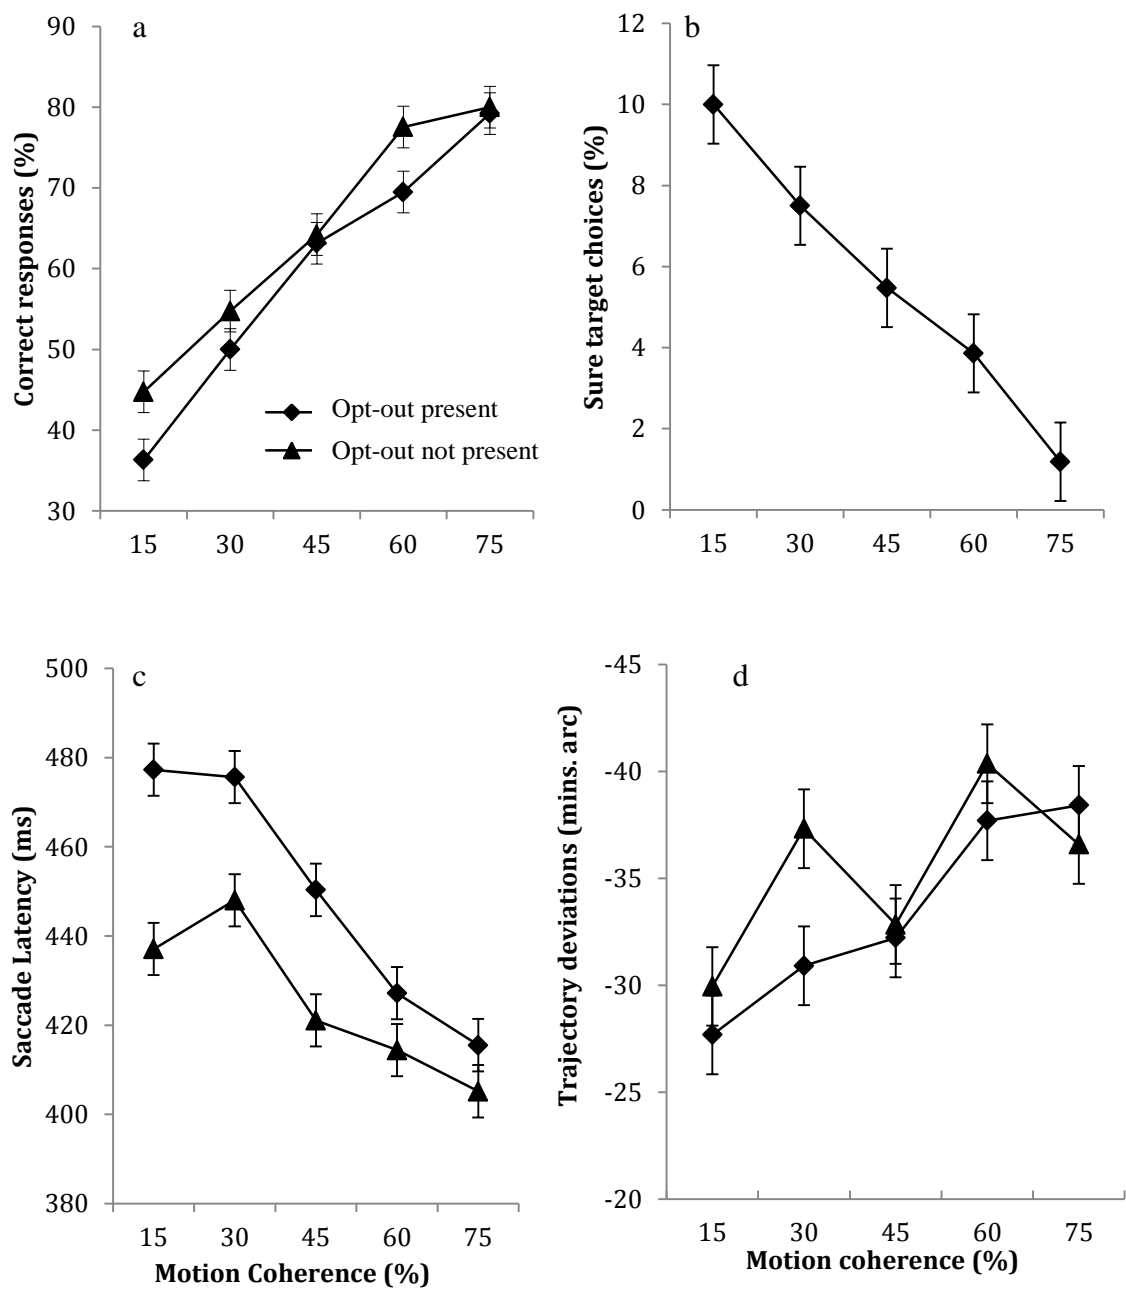 a
90
80
70
60
50
40
30
Correct responses (%)
Opt-out present
Opt-out not present
15 30 45 60 75
b
12
10
8
6
4
2
0
Sure target choices (%)
15 30 45 60 75
c
500
480
460
440
420
400
380
Saccade Latency (ms)
15 30 45 60 75
Motion Coherence (%)
d
-45
-40
-35
-30
-25
-20
Trajectory deviations (mins. arc)
15 30 45 60 75
Motion coherence (%)